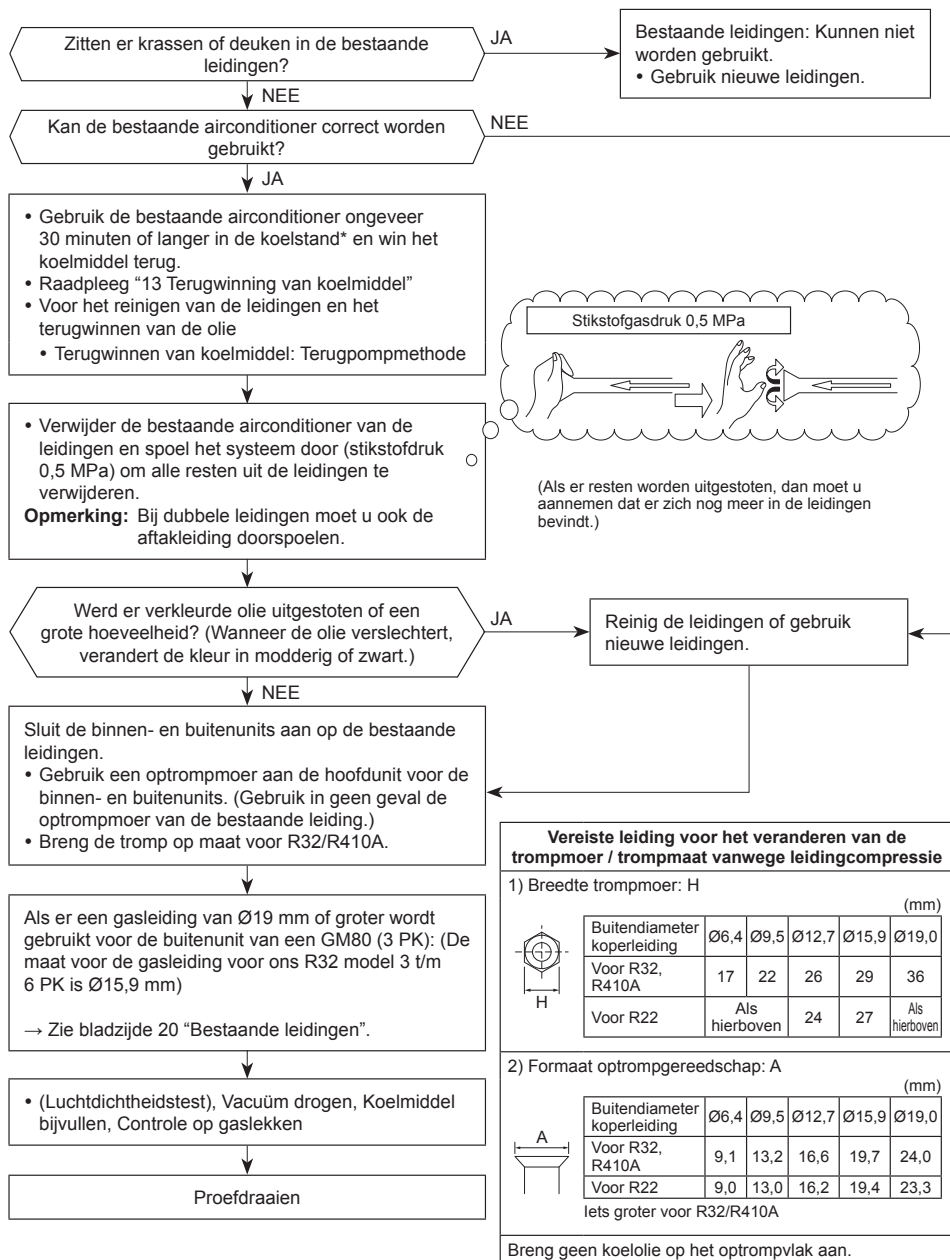 Zitten er krassen of deuken in de bestaande
leidingen?
JA
Bestaande leidingen: Kunnen niet
worden gebruikt.
• Gebruik nieuwe leidingen.
NEE
Kan de bestaande airconditioner correct worden
gebruikt?
NEE
JA
• Gebruik de bestaande airconditioner ongeveer
30 minuten of langer in de koelstand* en win het
koelmiddel terug.
• Raadpleeg “13 Terugwinning van koelmiddel”
• Voor het reinigen van de leidingen en het
terugwinnen van de olie
• Terugwinnen van koelmiddel: Terugpompmethode
Stikstofgasdruk 0,5 MPa
• Verwijder de bestaande airconditioner van de
leidingen en spoel het systeem door (stikstofdruk
0,5 MPa) om alle resten uit de leidingen te
verwijderen.
Opmerking: Bij dubbele leidingen moet u ook de
aftakleiding doorspoelen.
(Als er resten worden uitgestoten, dan moet u
aannemen dat er zich nog meer in de leidingen
bevindt.)
Werd er verkleurde olie uitgestoten of een
grote hoeveelheid? (Wanneer de olie verslechtert,
verandert de kleur in modderig of zwart.)
JA
Reinig de leidingen of gebruik
nieuwe leidingen.
NEE
Sluit de binnen- en buitenunits aan op de bestaande
leidingen.
• Gebruik een optrompmoer aan de hoofdunit voor de
binnen- en buitenunits. (Gebruik in geen geval de
optrompmoer van de bestaande leiding.)
• Breng de tromp op maat voor R32/R410A.
Als er een gasleiding van Ø19 mm of groter wordt
gebruikt voor de buitenunit van een GM80 (3 PK): (De
maat voor de gasleiding voor ons R32 model 3 t/m
6 PK is Ø15,9 mm)
→ Zie bladzijde 20 “Bestaande leidingen”.
• (Luchtdichtheidstest), Vacuüm drogen, Koelmiddel
bijvullen, Controle op gaslekken
Proefdraaien
Vereiste leiding voor het veranderen van de
trompmoer / trompmaat vanwege leidingcompressie
1) Breedte trompmoer: H
(mm)
H
Buitendiameter
koperleiding Ø6,4 Ø9,5 Ø12,7 Ø15,9 Ø19,0
Voor R32,
R410A 17 22 26 29 36
Voor R22 Als
hierboven 24 27 Als
hierboven
2) Formaat optrompgereedschap: A
(mm)
A
Buitendiameter
koperleiding Ø6,4 Ø9,5 Ø12,7 Ø15,9 Ø19,0
Voor R32,
R410A 9,1 13,2 16,6 19,7 24,0
Voor R22 9,0 13,0 16,2 19,4 23,3
Iets groter voor R32/R410A
Breng geen koelolie op het optrompvlak aan.